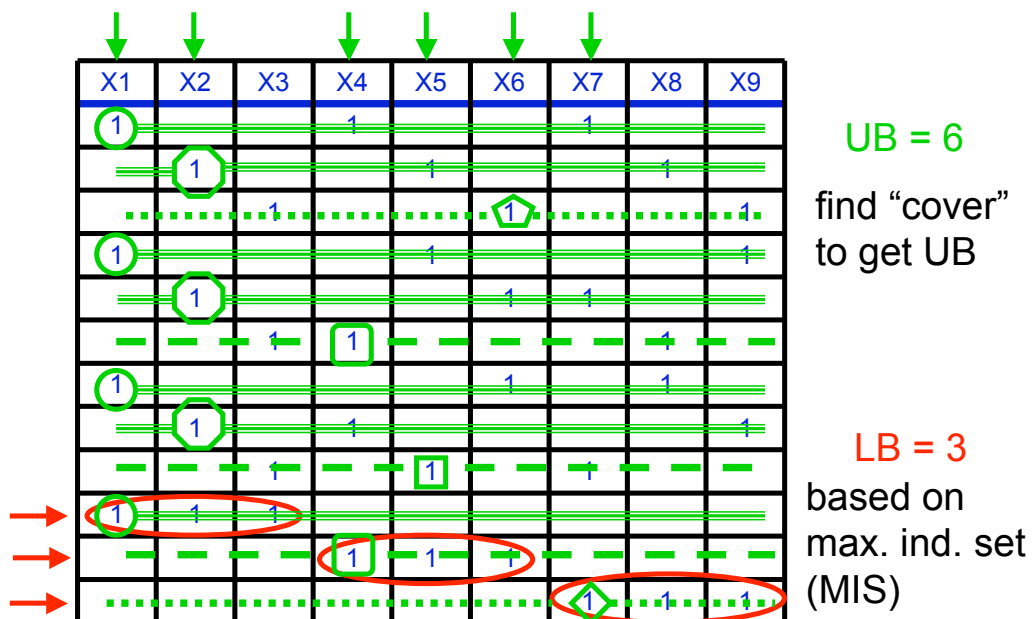 X1 X2 X3 X4 X5 X6 X7 X8 X9
1 1 1
1 1 1
1 1 1
1 1 1
1 1 1
1 1 1
1 1 1
1 1 1
1 1 1
1 1 1
1 1 1
1 1 1
UB = 6
find “cover”
to get UB
LB = 3
based on
max. ind. set
(MIS)